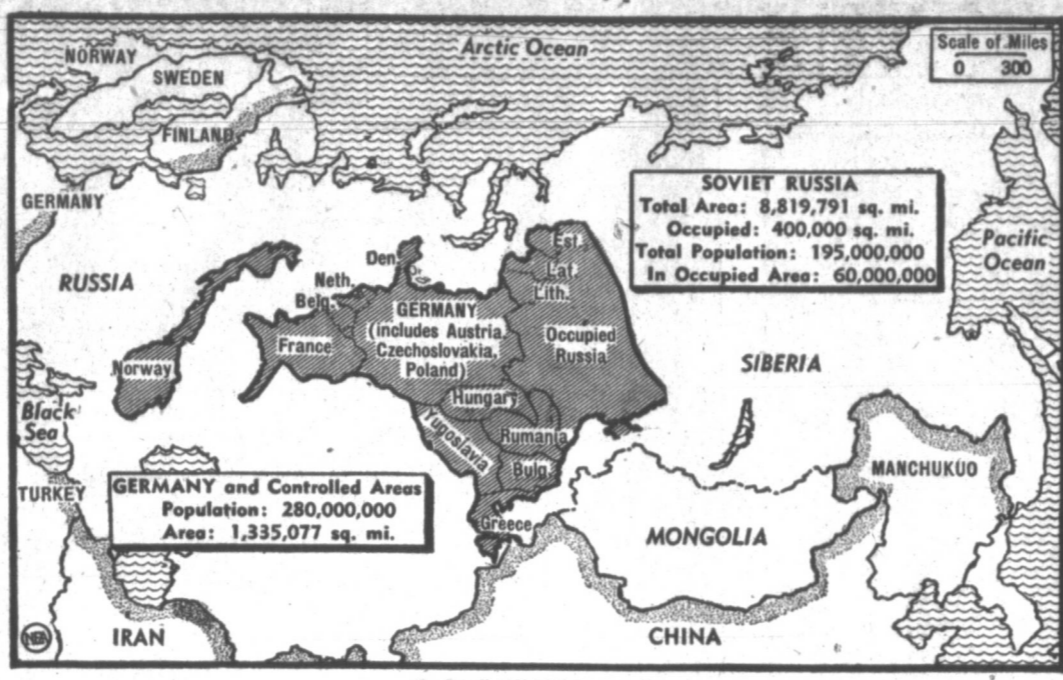 Arctic Ocean
Scale of Miles
0 300
NORWAY
SWEDEN
FINLAND
GERMANY
RUSSIA
SOVIET RUSSIA
Total Area: 8,819,791 sq. mi.
Occupied: 400,000 sq. mi.
Total Population: 195,000,000
In Occupied Area: 60,000,000
Pacific
Ocean
Est.
Lat.
Lith.
Den.
Neth.
Belg.
GERMANY
(includes Austria,
Czechoslovakia,
Poland)
France
Occupied
Russia
Norway
SIBERIA
Hungary
Yugoslavia
Rumania
Bulg.
Greece
Black
Sea
TURKEY
GERMANY and Controlled Areas
Population: 280,000,000
Area: 1,335,077 sq. mi.
MANCHUKUO
MONGOLIA
IRAN
CHINA
NEA